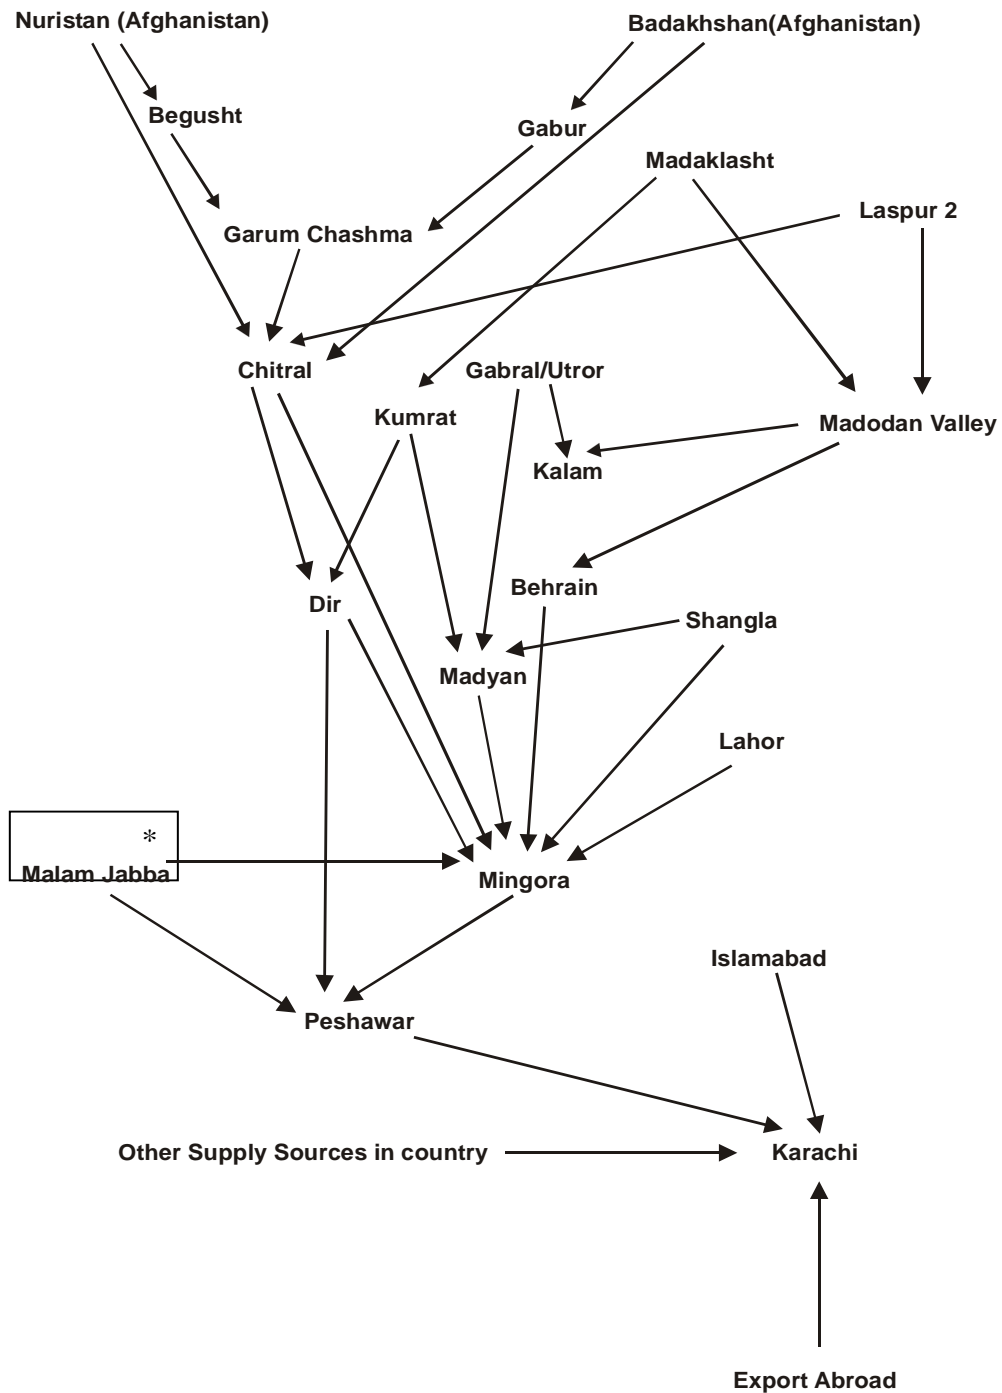 Nuristan (Afghanistan)
Badakhshan(Afghanistan)
Begusht
Gabur
Madaklasht
Laspur 2
Garum Chashma
Chitral
Gabral/Utror
Kumrat
Madodan Valley
Kalam
Behrain
Dir
Shangla
Madyan
Lahor
*
Malam Jabba
Mingora
Islamabad
Peshawar
Other Supply Sources in country
Karachi
Export Abroad